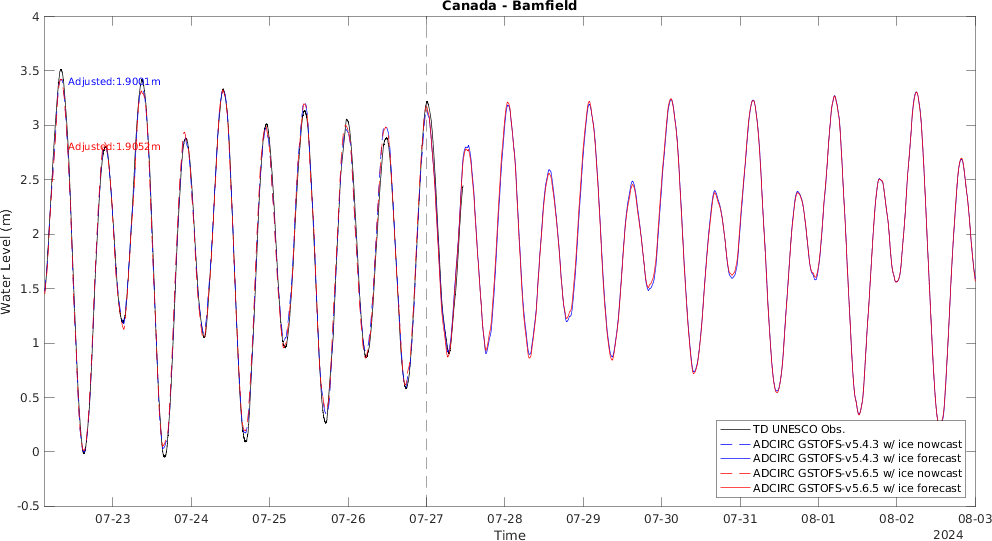 Canada - Bamfield
4
3.5
3
2.5
2
1.5
1
0.5
0
-0.5
Water Level (m)
Adjusted:1.9001m
Adjusted:1.9052m
TD UNESCO Obs.
ADCIRC GSTOFS-v5.4.3 w/ ice nowcast
ADCIRC GSTOFS-v5.4.3 w/ ice forecast
ADCIRC GSTOFS-v5.6.5 w/ ice nowcast
ADCIRC GSTOFS-v5.6.5 w/ ice forecast
07-23 07-24 07-25 07-26 07-27 07-28 07-29 07-30 07-31 08-01 08-02 08-03
Time
2024